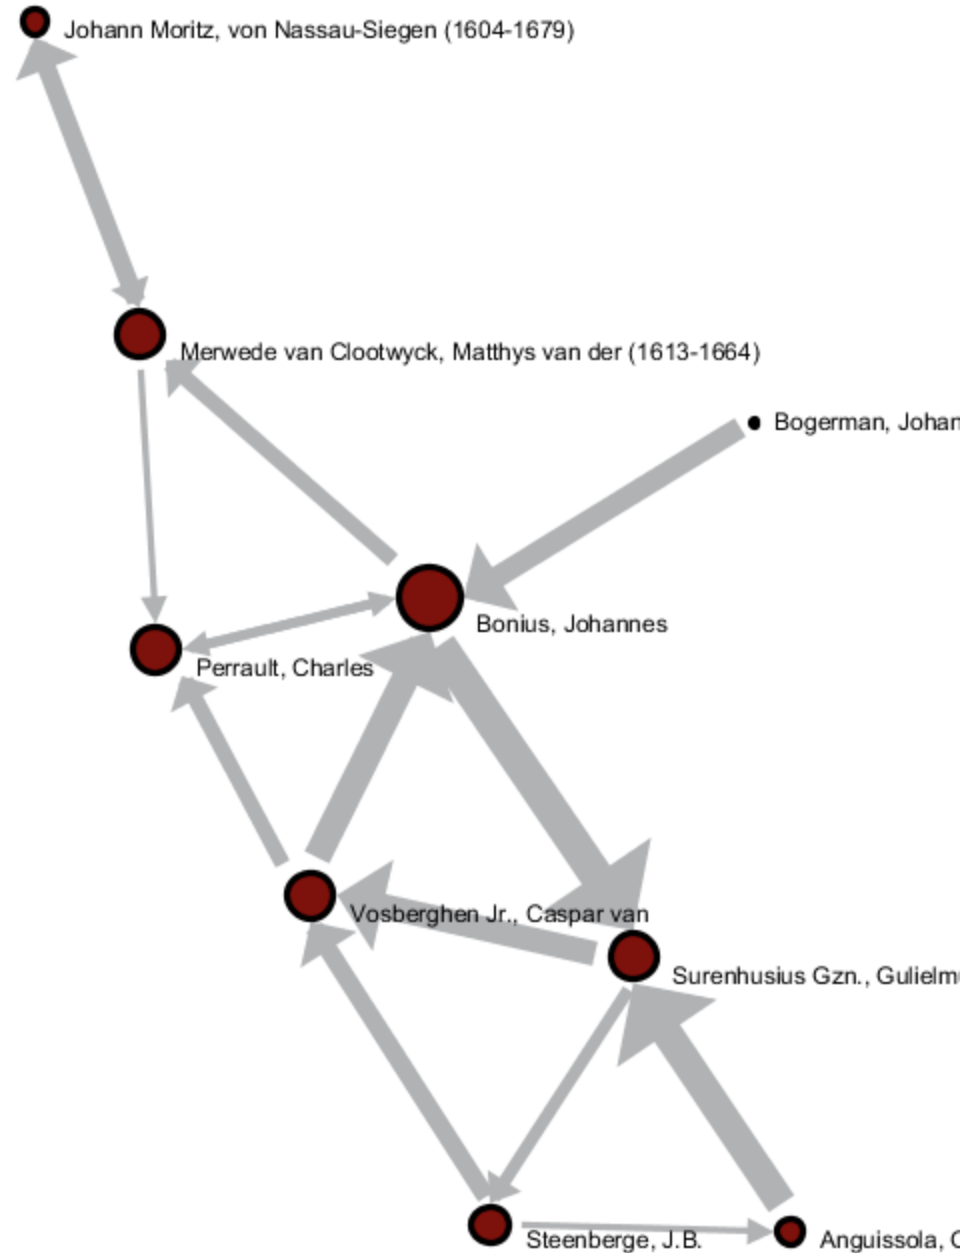 Johann Moritz, von Nassau-Siegen (1604-1679)
Merwede van Clootwyck, Matthys van der (1613-1664)
Bogerman, Johan
Bonius, Johannes
Perrault, Charles
Vosberghen Jr., Caspar van
Surenhusius Gzn., Gulielmu
Steenberge, J.B.
Anguissola,